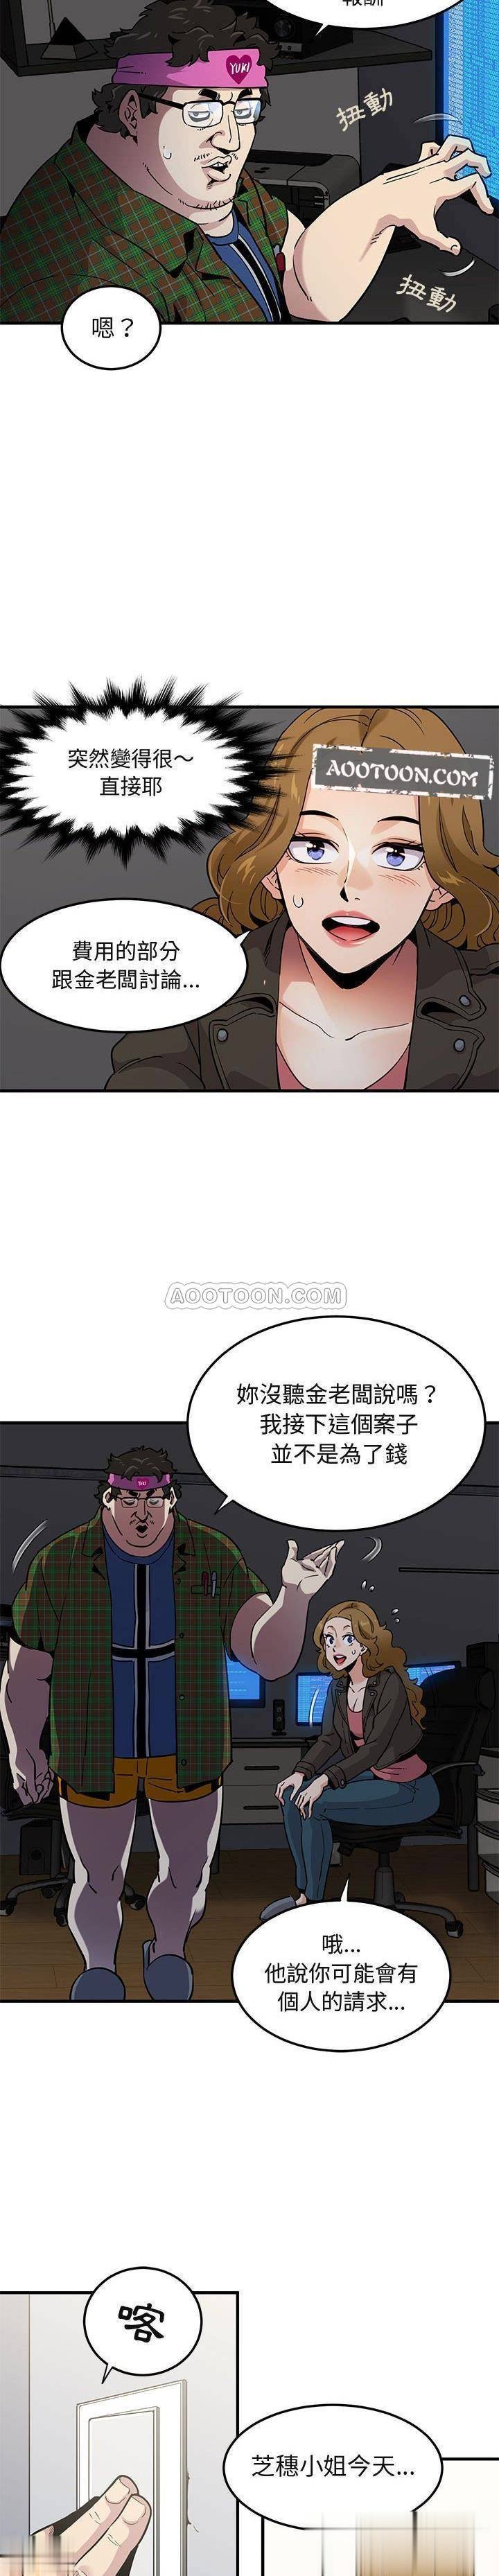 報酬
YUKI
扭動
扭動
嗯？
突然變得很～
直接耶
AOOTOON.COM
費用的部分
跟金老闆討論...
AOOTOON.COM
妳沒聽金老闆說嗎？
我接下這個案子
並不是為了錢
YUKI
哦...
他說你可能會有
個人的請求...
喀
芝穗小姐今天...